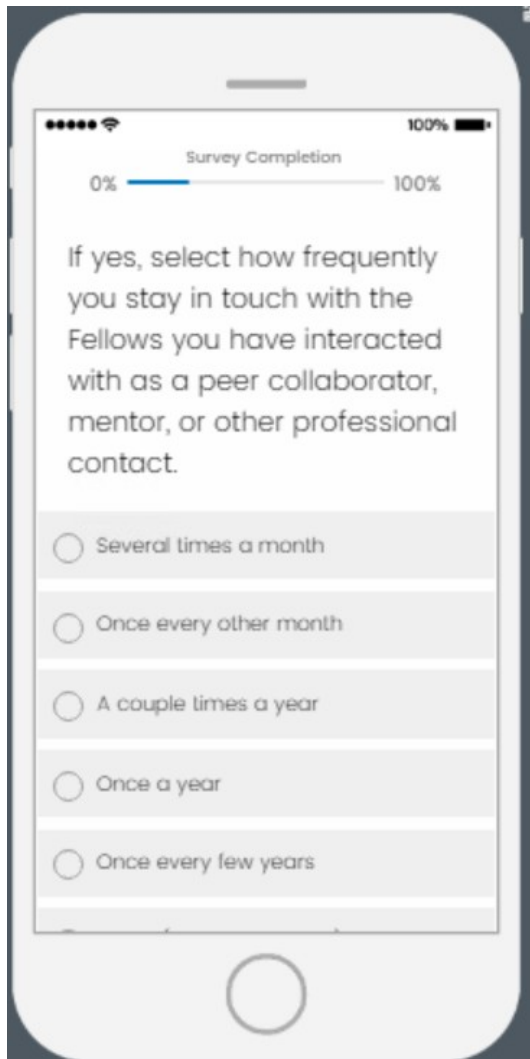 100%
Survey Completion
0% 100%
If yes, select how frequently
you stay in touch with the
Fellows you have interacted
with as a peer collaborator,
mentor, or other professional
contact.
Several times a month
Once every other month
A couple times a year
Once a year
Once every few years